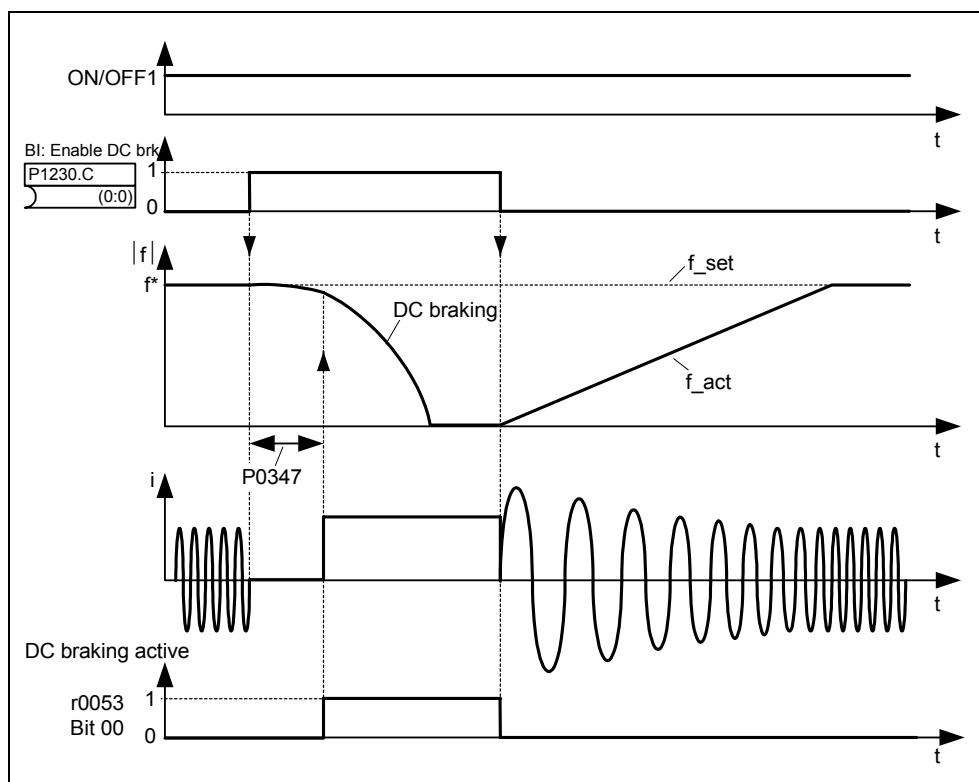 ON/OFF1
t
BI: Enable DC brk
P1230.C
(0:0)
1
0
t
|f|
f*
f_set
DC braking
f_act
t
P0347
i
t
DC braking active
r0053
Bit 00
1
0
t